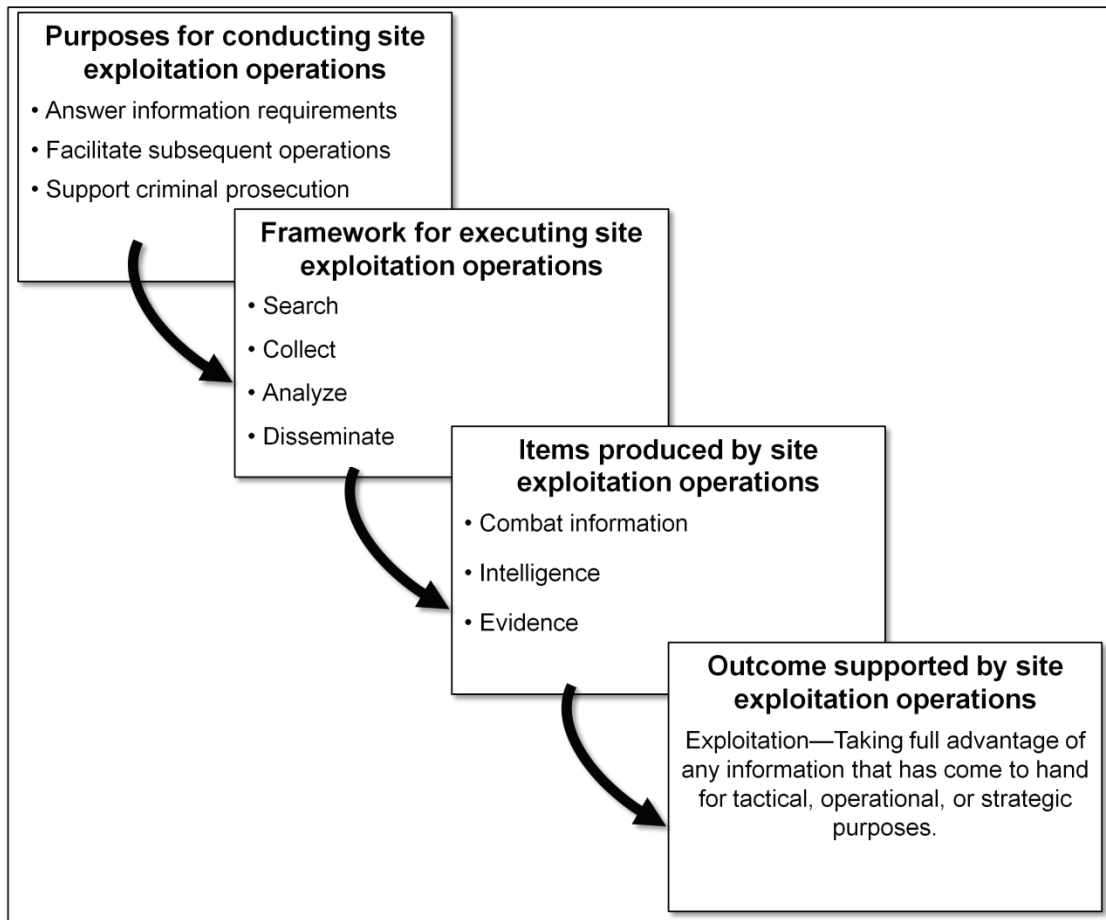 Purposes for conducting site
exploitation operations
• Answer information requirements
• Facilitate subsequent operations
• Support criminal prosecution
Framework for executing site
exploitation operations
• Search
• Collect
• Analyze
• Disseminate
Items produced by site
exploitation operations
• Combat information
• Intelligence
• Evidence
Outcome supported by site
exploitation operations
Exploitation—Taking full advantage of
any information that has come to hand
for tactical, operational, or strategic
purposes.